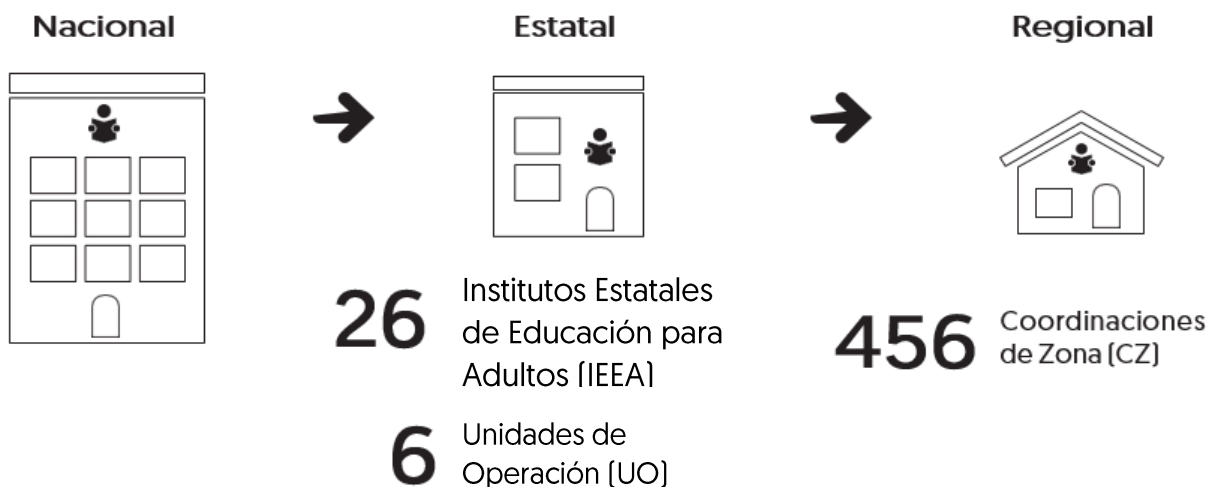 Nacional
Estatal
Regional
26
Institutos Estatales
de Educación para
Adultos (IEEA)
6
Unidades de
Operación (UO)
456
Coordinaciones
de Zona (CZ)